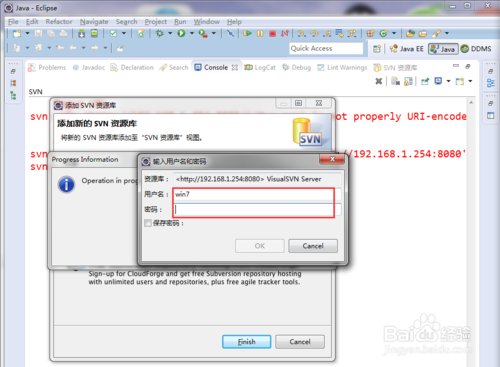 Java - Eclipse
File Edit Refactor Navigate Search Project Run Window Help
Quick Access
Java EE Java DDMS
Problems Javadoc Declaration Search Console LogCat Debug Lint Warnings SVN 资源库
SVN
添加 SVN 资源库
添加新的 SVN 资源库
将新的 SVN 资源库添加至 “SVN 资源库” 视图。
SVN
ot properly URI-encode
Progress Information
Operation in prog
输入用户名和密码
资源库： <http://192.168.1.254:8080> VisualSVN Server
用户名： win7
密码：
保存密码：
OK Cancel
//192.168.1.254:8080'
Sign-up for CloudForge and get free Subversion repository hosting
with unlimited users and repositories, plus free agile tracker tools.
Finish Cancel
Baidu 经验
jingyan.baidu.com